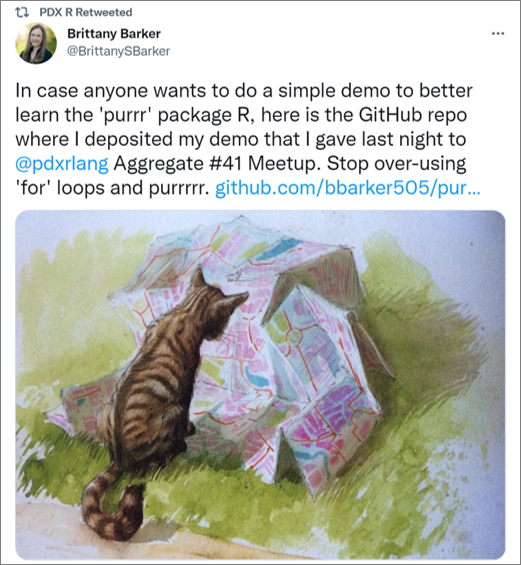 PDX R Retweeted
Brittany Barker
@BrittanySBarker
In case anyone wants to do a simple demo to better
learn the 'purrr' package R, here is the GitHub repo
where I deposited my demo that I gave last night to
@pdxrlang Aggregate #41 Meetup. Stop over-using
'for' loops and purrrrr. github.com/bbarker505/pur...